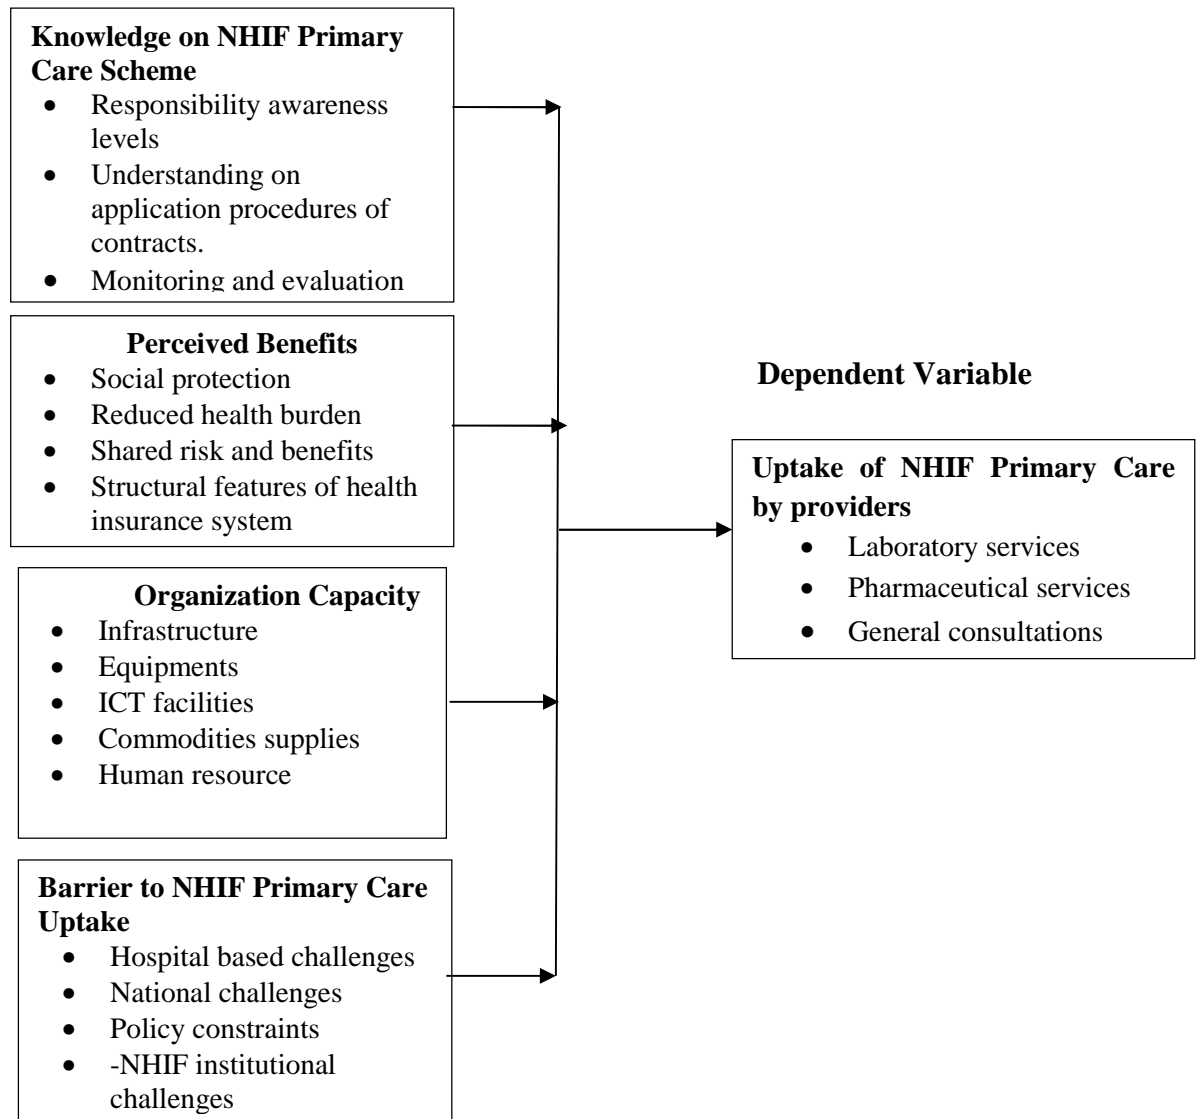 Knowledge on NHIF Primary
Care Scheme
• Responsibility awareness
levels
• Understanding on
application procedures of
contracts.
• Monitoring and evaluation
Perceived Benefits
• Social protection
• Reduced health burden
• Shared risk and benefits
• Structural features of health
insurance system
Organization Capacity
• Infrastructure
• Equipments
• ICT facilities
• Commodities supplies
• Human resource
Barrier to NHIF Primary Care
Uptake
• Hospital based challenges
• National challenges
• Policy constraints
• -NHIF institutional
challenges
Dependent Variable
Uptake of NHIF Primary Care
by providers
• Laboratory services
• Pharmaceutical services
• General consultations